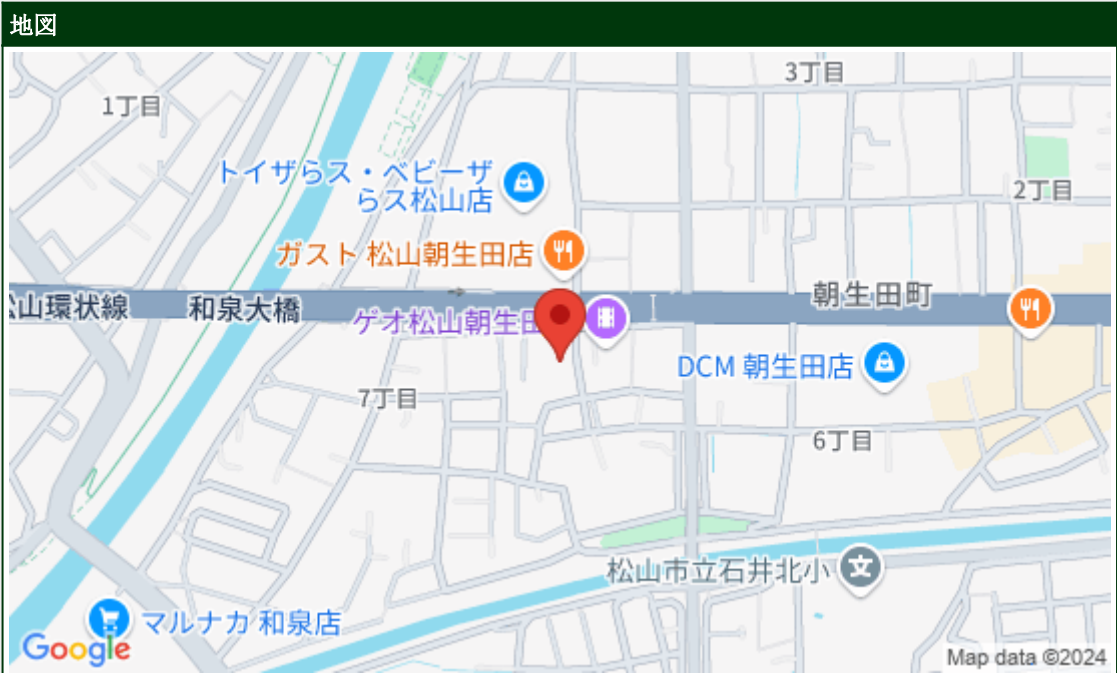 地図
3丁目
1丁目
トイザらス・ベビーザ
らス松山店
2丁目
ガスト 松山朝生田店
朝生田町
山環状線
和泉大橋
ゲオ松山朝生田
DCM 朝生田店
7丁目
6丁目
松山市立石井北小
文
マルナカ 和泉店
Google
Map data ©2024